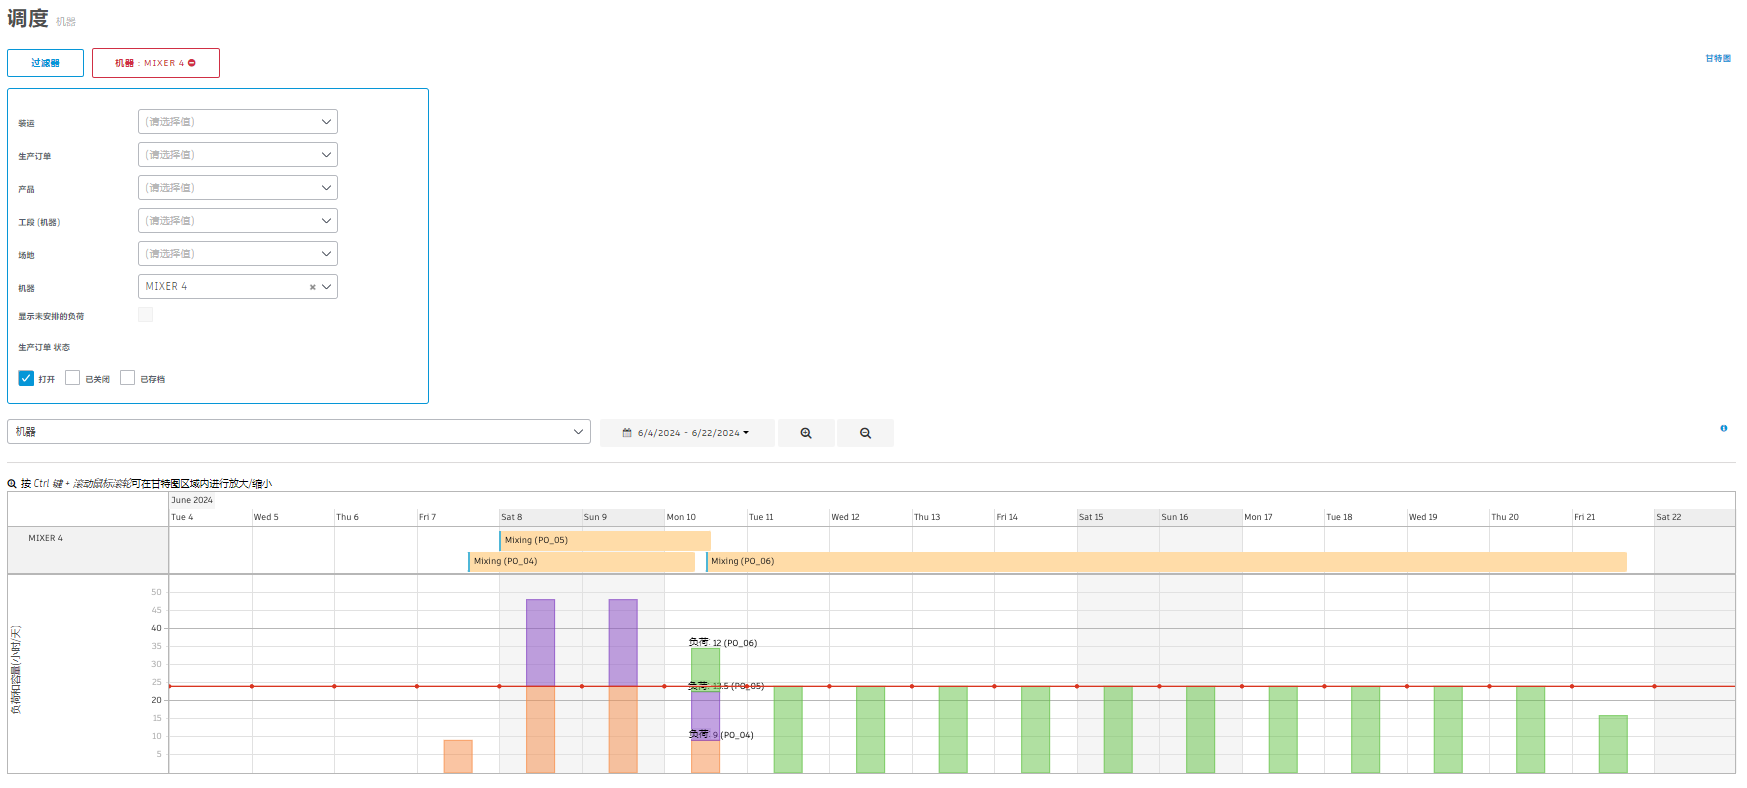 调度 机器
过滤器 机器 : MIXER 4 甘特图
装运 (请选择值)
生产订单 (请选择值)
产品 (请选择值)
工段 (机器) (请选择值)
场地 (请选择值)
机器 MIXER 4
显示未安排的负荷
生产订单 状态
打开 已关闭 已存档
机器 6/4/2024 - 6/22/2024
按 Ctrl 键 + 滚动鼠标滚轮可在甘特图区域内进行放大/缩小
June 2024
Tue 4 Wed 5 Thu 6 Fri 7 Sat 8 Sun 9 Mon 10 Tue 11 Wed 12 Thu 13 Fri 14 Sat 15 Sun 16 Mon 17 Tue 18 Wed 19 Thu 20 Fri 21 Sat 22
MIXER 4 Mixing (PO_05)
Mixing (PO_04) Mixing (PO_06)
负荷和容量(小时/天)
50
45
40
35
30
25
20
15
10
5
负荷: 12 (PO_06)
负荷: 13.5 (PO_05)
负荷: 9 (PO_04)